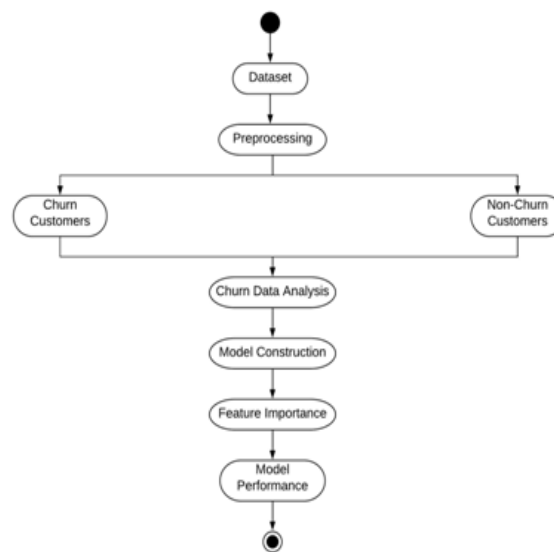 Dataset
Preprocessing
Churn
Customers
Non-Churn
Customers
Churn Data Analysis
Model Construction
Feature Importance
Model
Performance